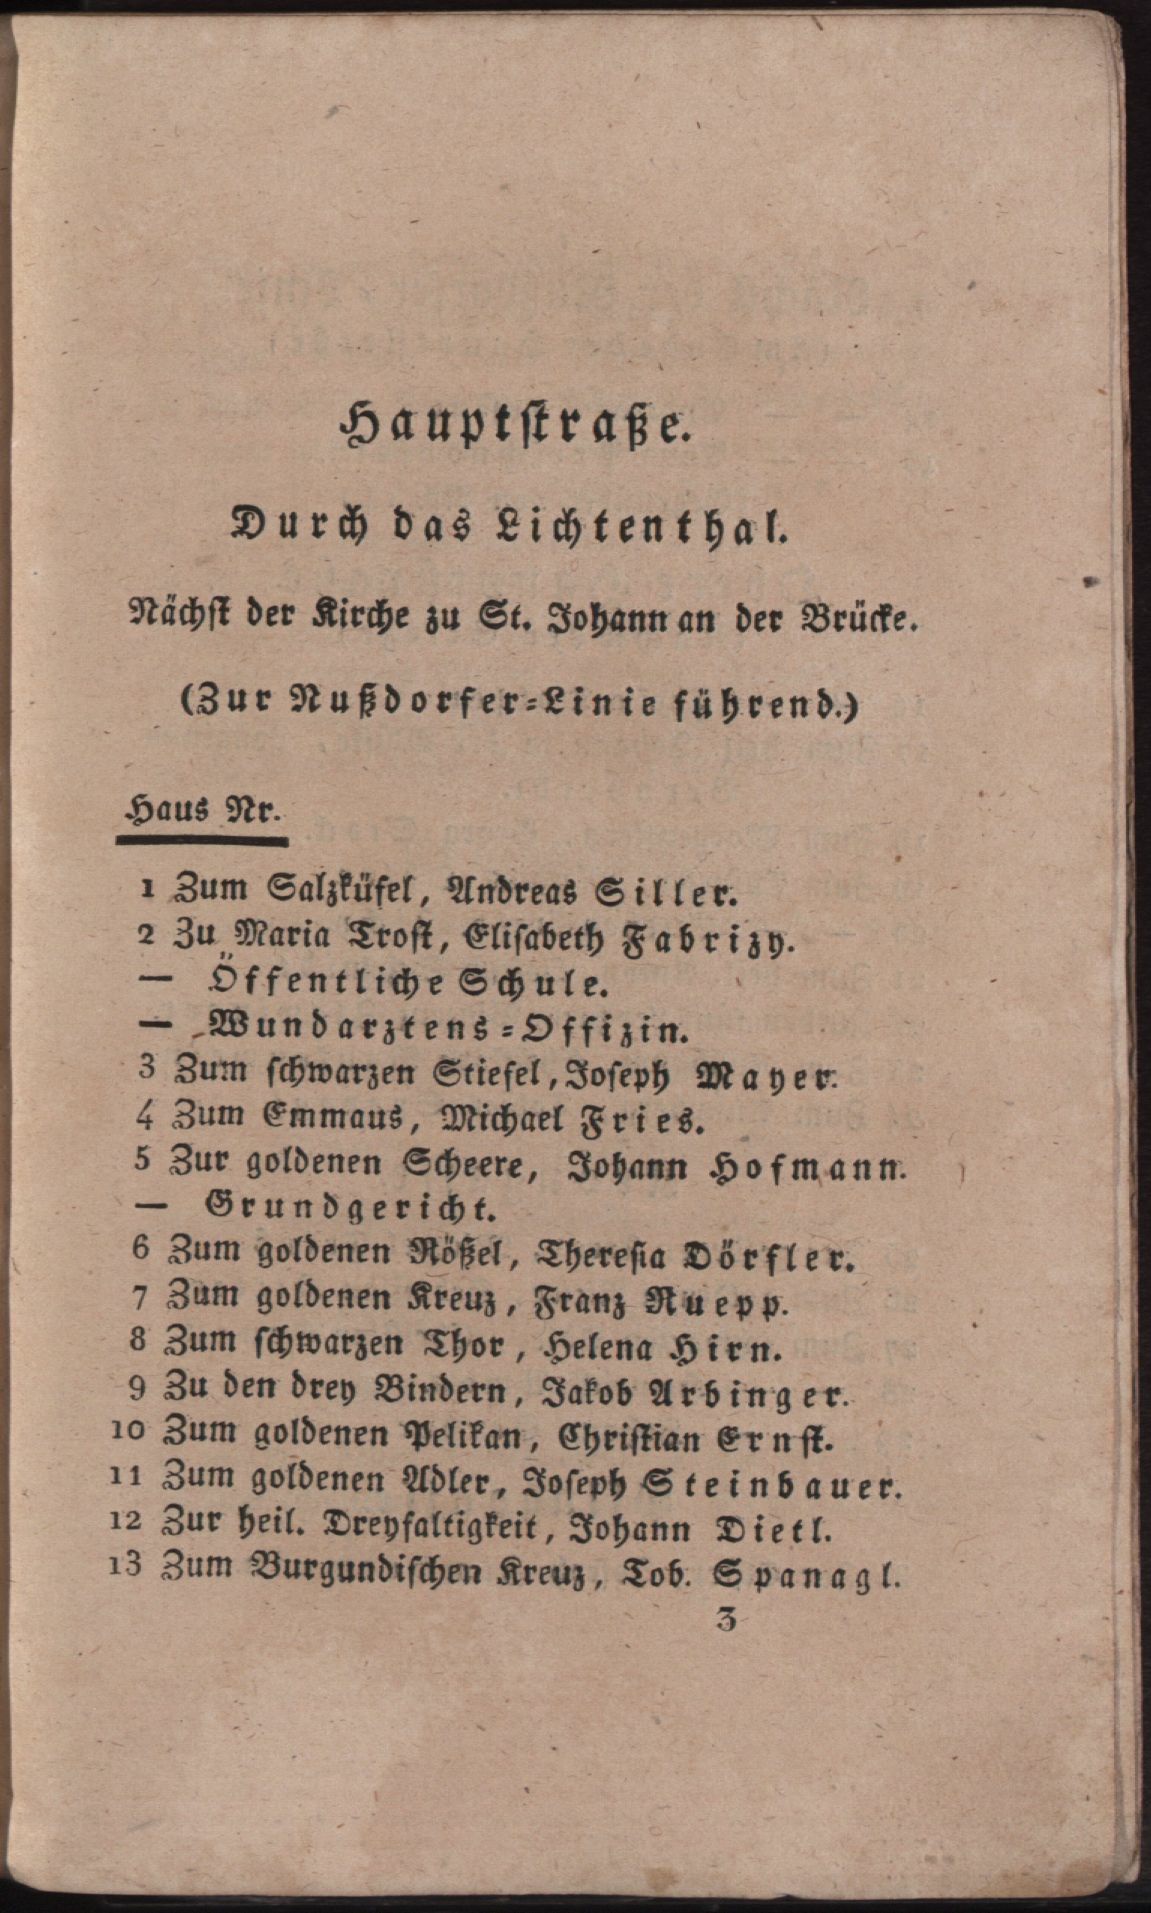 Hauptstraße.
Durch das Lichtenthal.
Nächst der Kirche zu St. Johann an der Brücke.
(Zur Nußdorfer-Linie führend.)
Haus Nr.
1 Zum Salzküfel, Andreas Siller.
2 Zu Maria Trost, Elisabeth Fabrizy.
— Öffentliche Schule.
— Wundarztens-Offizin.
3 Zum schwarzen Stiefel, Joseph Mayer.
4 Zum Emmaus, Michael Fries.
5 Zur goldenen Scheere, Johann Hofmann.
— Grundgericht.
6 Zum goldenen Rößel, Theresia Dörfler.
7 Zum goldenen Kreuz, Franz Ruepp.
8 Zum schwarzen Thor, Helena Hirn.
9 Zu den drey Bindern, Jakob Arbinger.
10 Zum goldenen Pelikan, Christian Ernst.
11 Zum goldenen Adler, Joseph Steinbauer.
12 Zur heil. Dreyfaltigkeit, Johann Dietl.
13 Zum Burgundischen Kreuz, Tob. Spanagl.
3